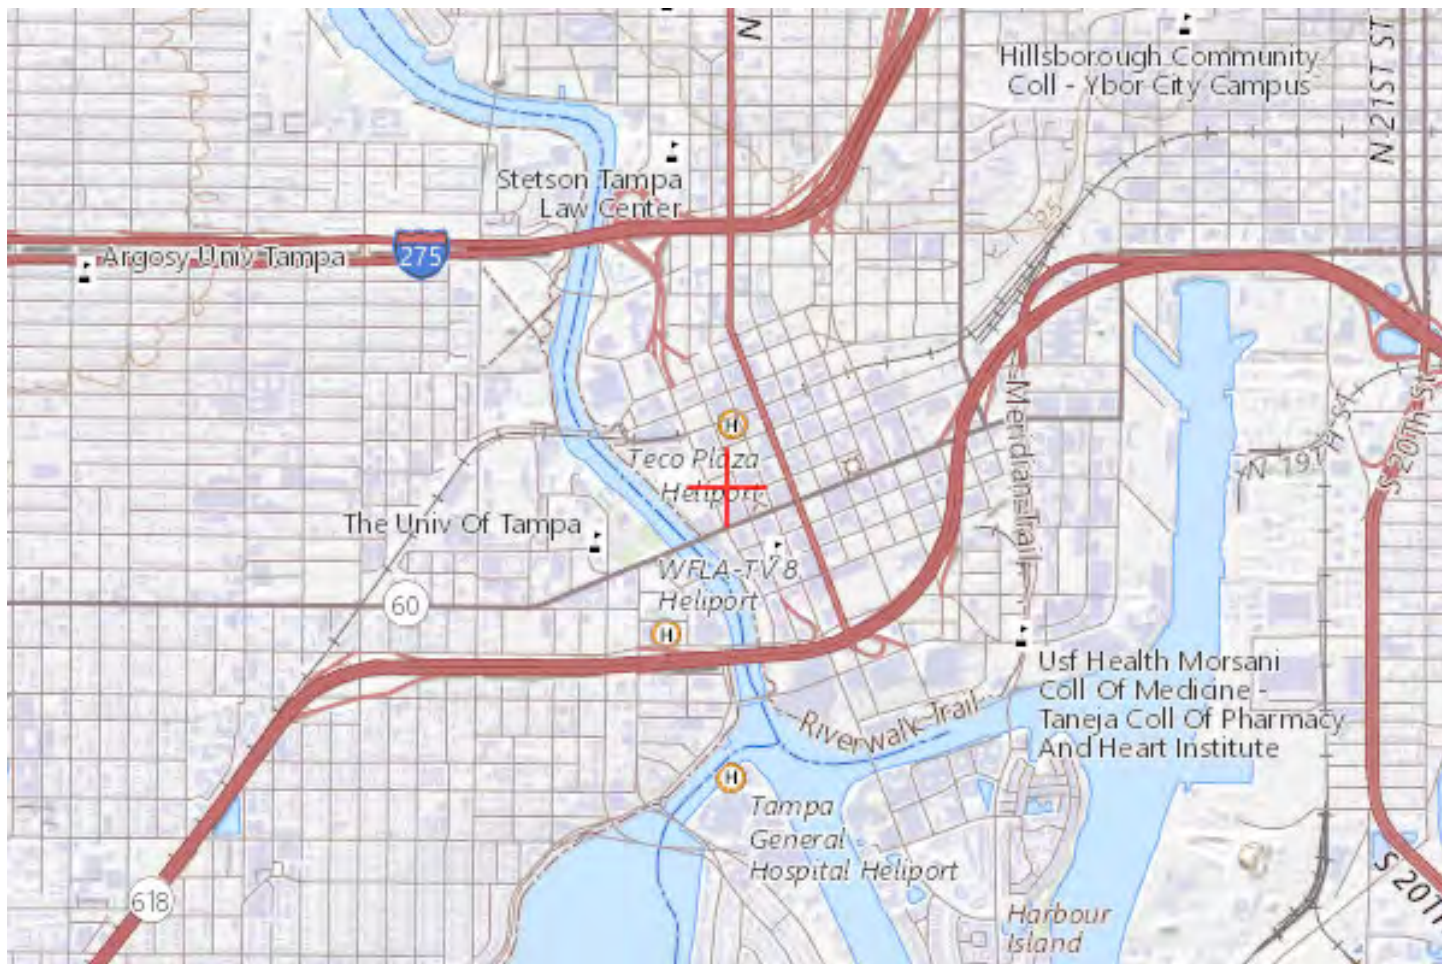 N
Hillsborough Community
Coll - Ybor City Campus
N 21ST ST
Stetson Tampa
Law Center
25
Argosy Univ Tampa
275
Meridian Trail
S 20TH ST
N 19TH ST
H
Teco Plaza
Heliport
The Univ Of Tampa
WFLA-TV 8
Heliport
60
H
Usf Health Morsani
Coll Of Medicine -
Taneja Coll Of Pharmacy
And Heart Institute
Riverwalk Trail
H
Tampa
General
Hospital Heliport
618
S 20TH
Harbour
Island